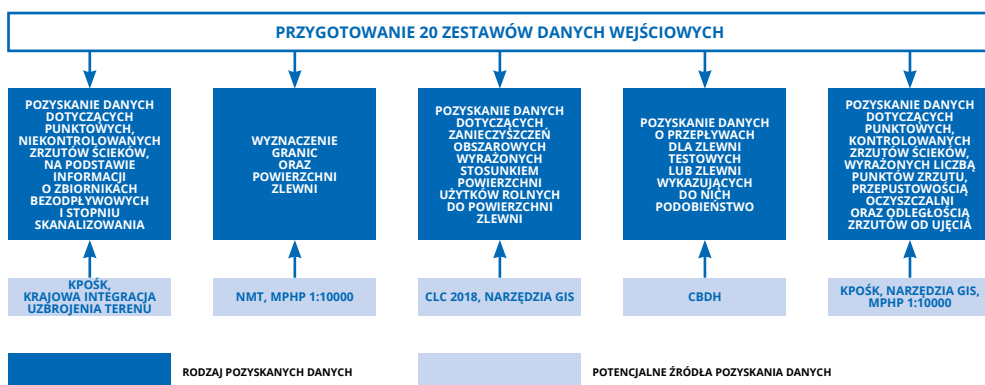 PRZYGOTOWANIE 20 ZESTAWÓW DANYCH WEJŚCIOWYCH
POZYSKANIE DANYCH
DOTYCZĄCYCH
PUNKTOWYCH,
NIEKONTROLOWANYCH
ZRZUTÓW ŚCIEKÓW,
NA PODSTAWIE
INFORMACJI
O ZBIORNIKACH
BEZODPŁYWOWYCH
I STOPNIU
SKANALIZOWANIA
WYZNACZENIE
GRANIC
ORAZ
POWIERZCHNI
ZLEWNI
POZYSKANIE DANYCH
DOTYCZĄCYCH
ZANIECZYSZCZEŃ
OBSZAROWYCH
WYRAŻONYCH
STOSUNKIEM
POWIERZCHNI
UŻYTKÓW ROLNYCH
DO POWIERZCHNI
ZLEWNI
POZYSKANIE DANYCH
O PRZEPŁYWACH
DLA ZLEWNI
TESTOWYCH
LUB ZLEWNI
WYKAZUJĄCYCH
DO NICH
PODOBIEŃSTWO
POZYSKANIE DANYCH
DOTYCZĄCYCH
PUNKTOWYCH,
KONTROLOWANYCH
ZRZUTÓW ŚCIEKÓW,
WYRAŻONYCH LICZBĄ
PUNKTÓW ZRZUTU,
PRZEPUSTOWOŚCIĄ
OCZYSZCZALNI
ORAZ ODLEGŁOŚCIĄ
ZRZUTÓW OD UJĘCIA
KPOŚK,
KRAJOWA INTEGRACJA
UZBROJENIA TERENU
NMT, MPHP 1:10000
CLC 2018, NARZĘDZIA GIS
CBDH
KPOŚK, NARZĘDZIA GIS,
MPHP 1:10000
RODZAJ POZYSKANYCH DANYCH
POTENCJALNE ŹRÓDŁA POZYSKANIA DANYCH